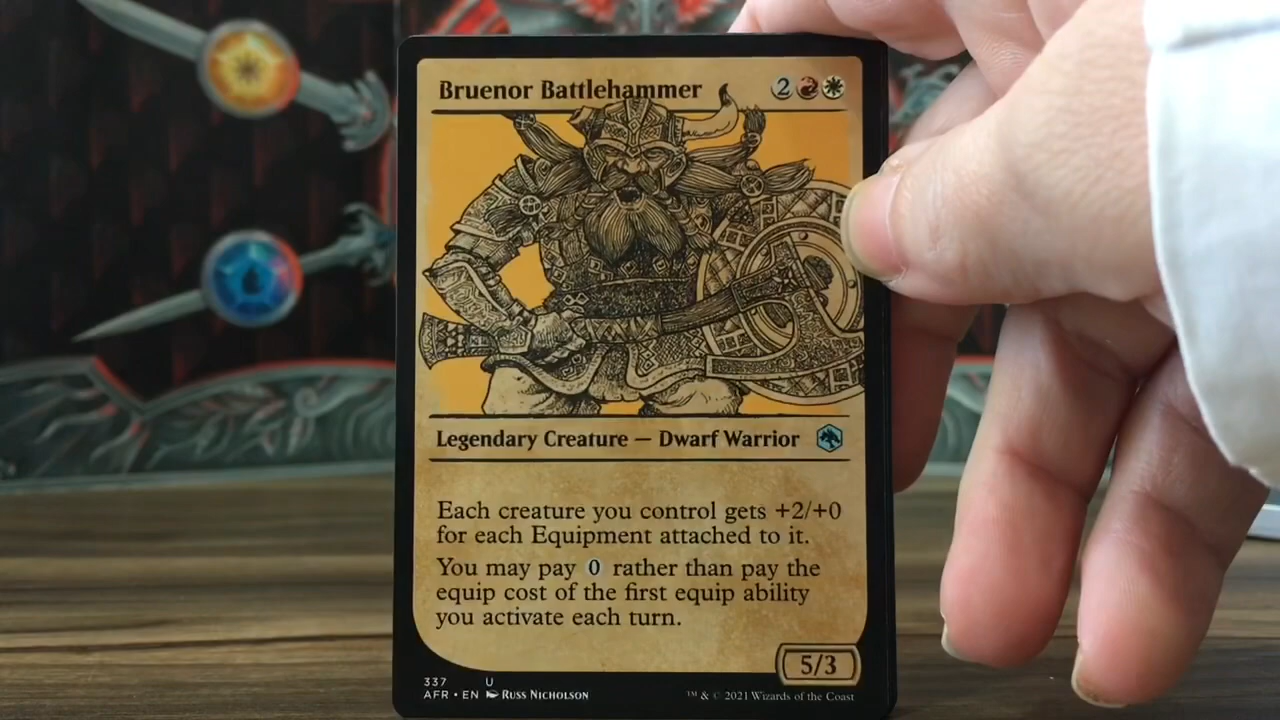 Bruenor Battlehammer 2
Legendary Creature — Dwarf Warrior
Each creature you control gets +2/+0
for each Equipment attached to it.
You may pay 0 rather than pay the
equip cost of the first equip ability
you activate each turn.
5/3
337 U
AFR • EN Russ Nicholson
™ & © 2021 Wizards of the Coast